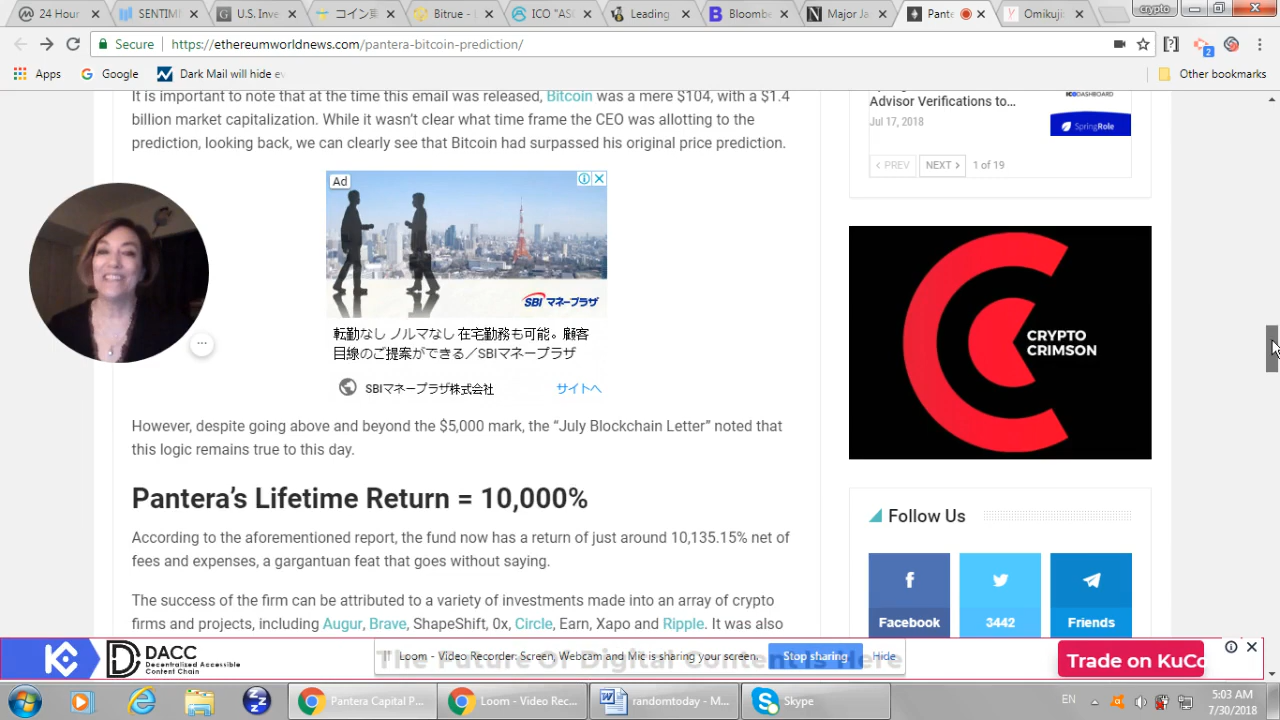 24 Hour
SENTIME
U.S. Inve
コイン東
Bitrue -
ICO "AS
Leading
Bloombe
Major Ja
Pante
Omikuji
crypto
Secure
https://ethereumworldnews.com/pantera-bitcoin-prediction/
2
Apps
Google
Dark Mail will hide ev
Other bookmarks
It is important to note that at the time this email was released, Bitcoin was a mere $104, with a $1.4
billion market capitalization. While it wasn't clear what time frame the CEO was allotting to the
prediction, looking back, we can clearly see that Bitcoin had surpassed his original price prediction.
Ad
SBI マネープラザ
転勤なし ノルマなし 在宅勤務も可能。顧客
目線のご提案ができる／SBIマネープラザ
SBIマネープラザ株式会社
サイトへ
However, despite going above and beyond the $5,000 mark, the “July Blockchain Letter” noted that
this logic remains true to this day.
Pantera’s Lifetime Return = 10,000%
According to the aforementioned report, the fund now has a return of just around 10,135.15% net of
fees and expenses, a gargantuan feat that goes without saying.
The success of the firm can be attributed to a variety of investments made into an array of crypto
firms and projects, including Augur, Brave, ShapeShift, 0x, Circle, Earn, Xapo and Ripple. It was also
Advisor Verifications to…
Jul 17, 2018
ICODASHBOARD
SpringRole
PREV
NEXT
1 of 19
CRYPTO
CRIMSON
Follow Us
Facebook
3442
Friends
DACC
Decentralized Accessible
Content Chain
The Future Of Digital Content Is Here
Loom - Video Recorder: Screen, Webcam and Mic is sharing your screen.
Stop sharing
Hide
Trade on KuCo
Pantera Capital P...
Loom - Video Rec...
randomtoday - M...
Skype
EN
5:03 AM
7/30/2018